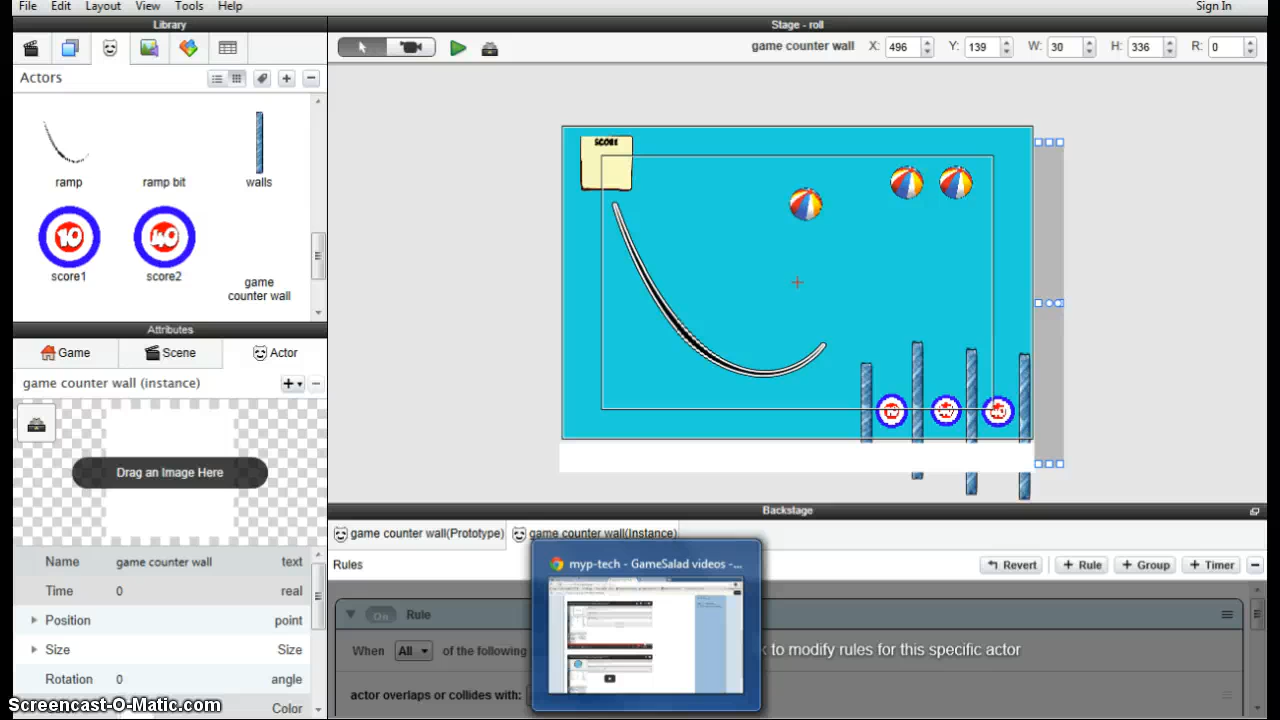 File Edit Layout View Tools Help Sign In
Library
Stage - roll
game counter wall X: 496 Y: 139 W: 30 H: 336 R: 0
Actors
SCORE
ramp ramp bit walls
10 40
score1 score2 game
counter wall
Attributes
Game Scene Actor
game counter wall (instance)
Drag an Image Here
Name game counter wall text
Time 0 real
Position point
Size Size
Rotation 0 angle
Color
Backstage
game counter wall(Prototype) game counter wall(Instance)
Rules Revert Rule Group Timer
myp-tech - GameSalad videos -...
On Rule
When All of the following
k to modify rules for this specific actor
actor overlaps or collides with:
Screencast-O-Matic.com